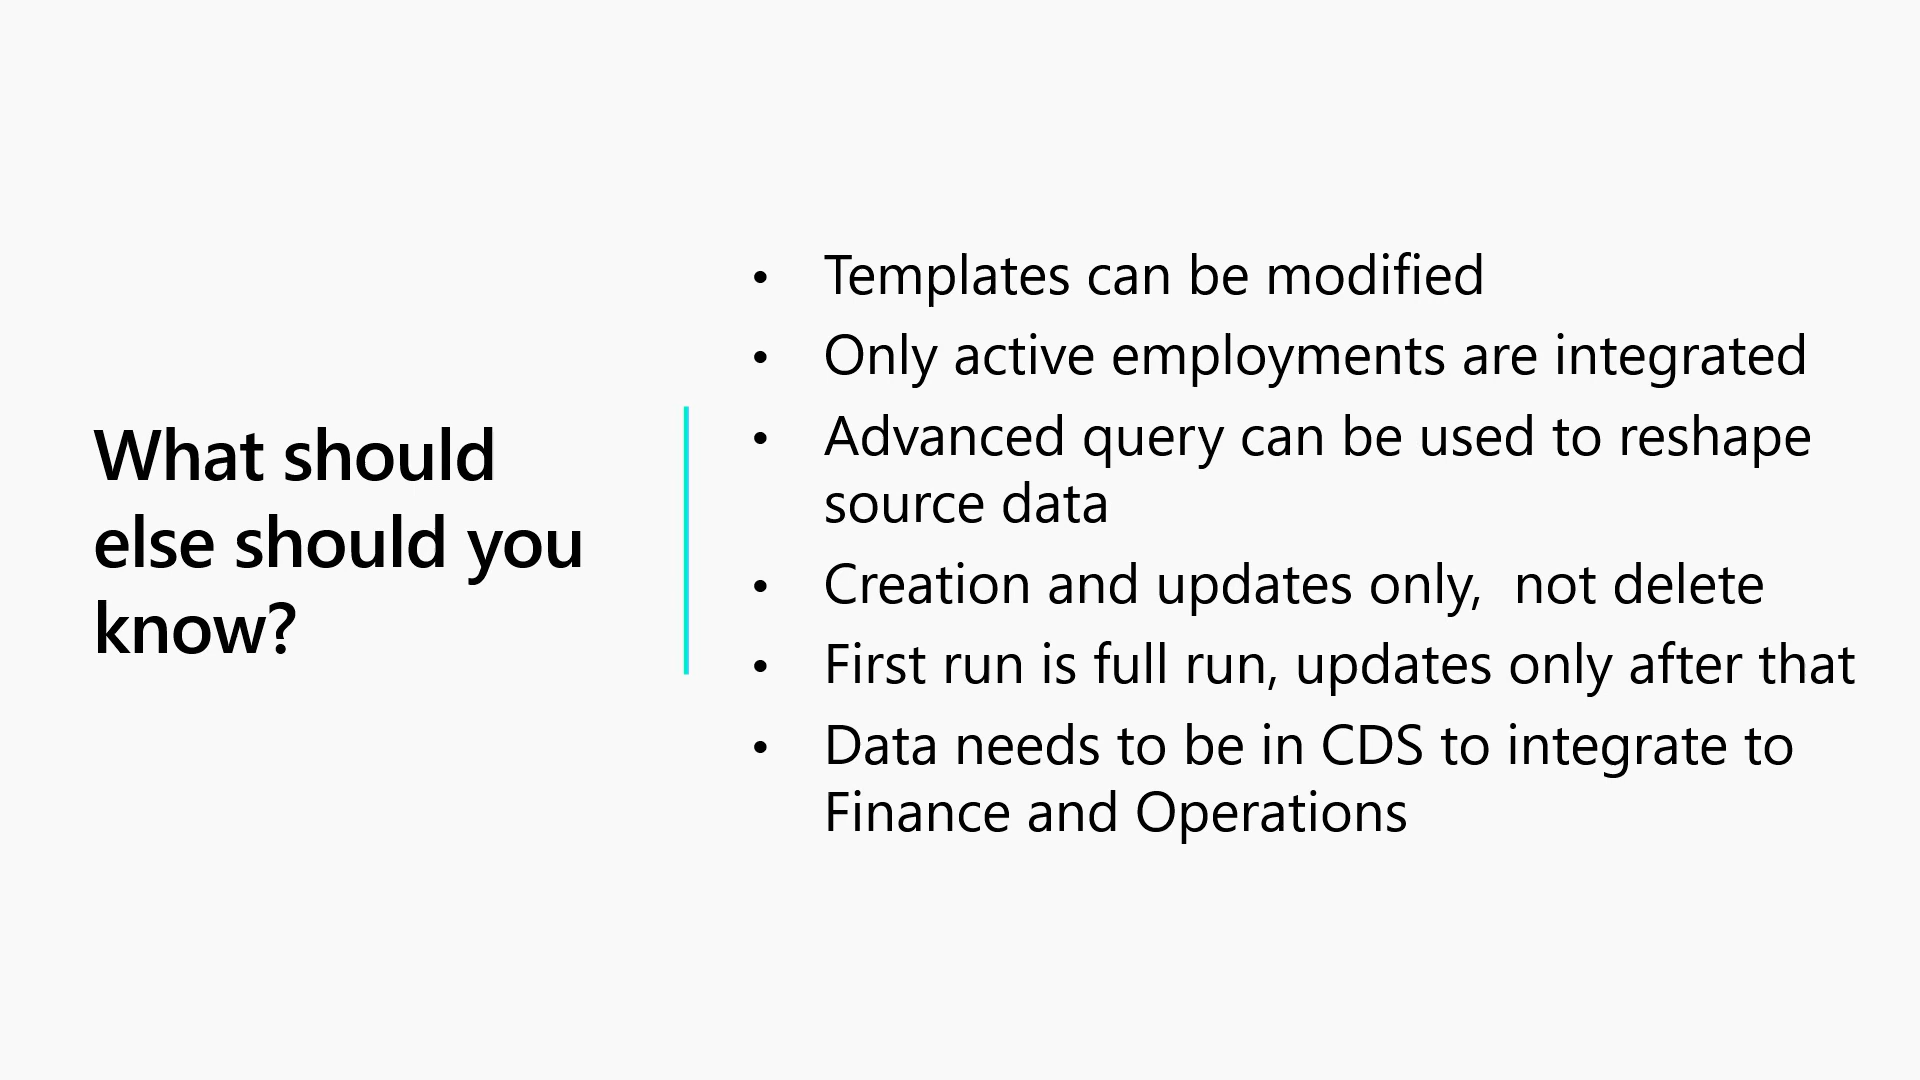 What should
else should you
know?
• Templates can be modified
• Only active employments are integrated
• Advanced query can be used to reshape
source data
• Creation and updates only,  not delete
• First run is full run, updates only after that
• Data needs to be in CDS to integrate to
Finance and Operations